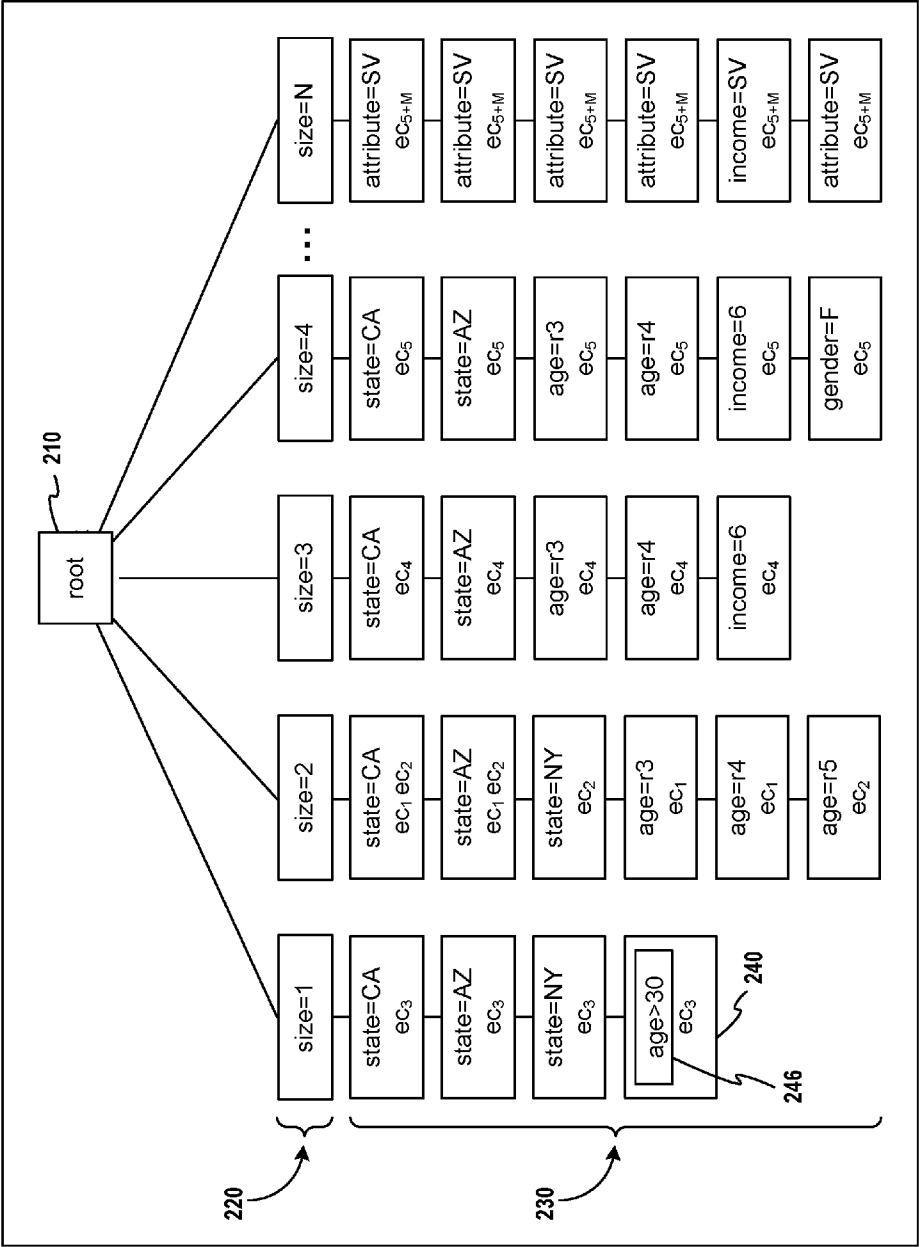 210
root
220
size=1
size=2
size=3
size=4
...
size=N
230
state=CA
ec₃
state=AZ
ec₃
state=NY
ec₃
age>30
ec₃
240
246
state=CA
ec₁ ec₂
state=AZ
ec₁ ec₂
state=NY
ec₂
age=r3
ec₁
age=r4
ec₁
age=r5
ec₂
state=CA
ec₄
state=AZ
ec₄
age=r3
ec₄
age=r4
ec₄
income=6
ec₄
state=CA
ec₅
state=AZ
ec₅
age=r3
ec₅
age=r4
ec₅
income=6
ec₅
gender=F
ec₅
attribute=SV
ec₅₊M
attribute=SV
ec₅₊M
attribute=SV
ec₅₊M
attribute=SV
ec₅₊M
income=SV
ec₅₊M
attribute=SV
ec₅₊M